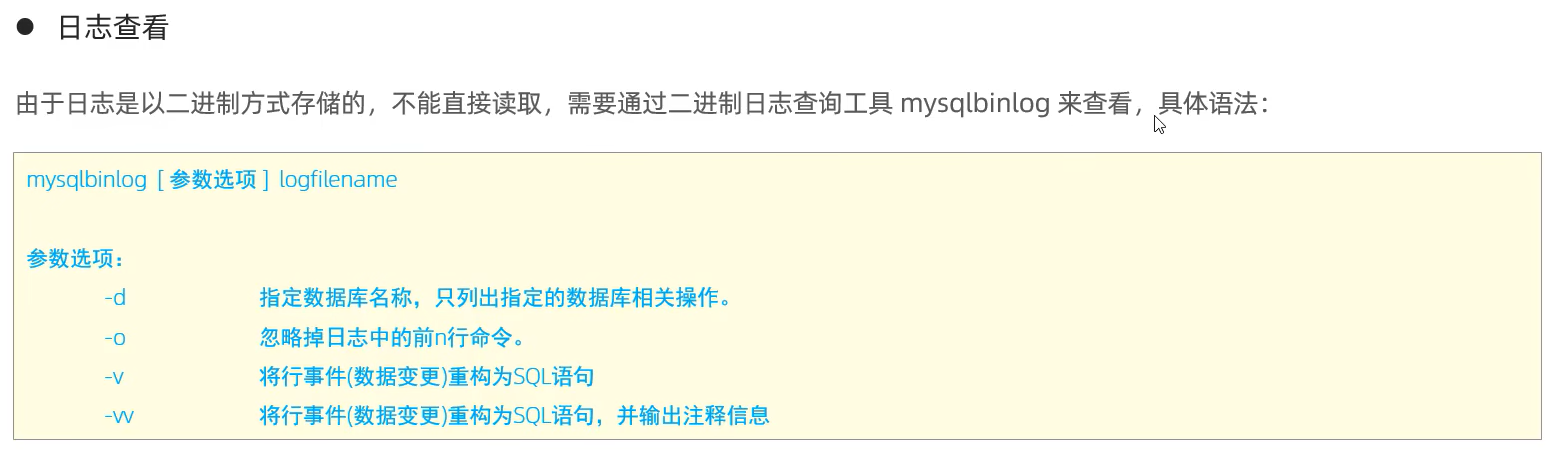 ● 日志查看
由于日志是以二进制方式存储的，不能直接读取，需要通过二进制日志查询工具 mysqlbinlog 来查看，具体语法：
mysqlbinlog [ 参数选项 ] logfilename
参数选项：
-d 指定数据库名称，只列出指定的数据库相关操作。
-o 忽略掉日志中的前n行命令。
-v 将行事件(数据变更)重构为SQL语句
-vv 将行事件(数据变更)重构为SQL语句，并输出注释信息